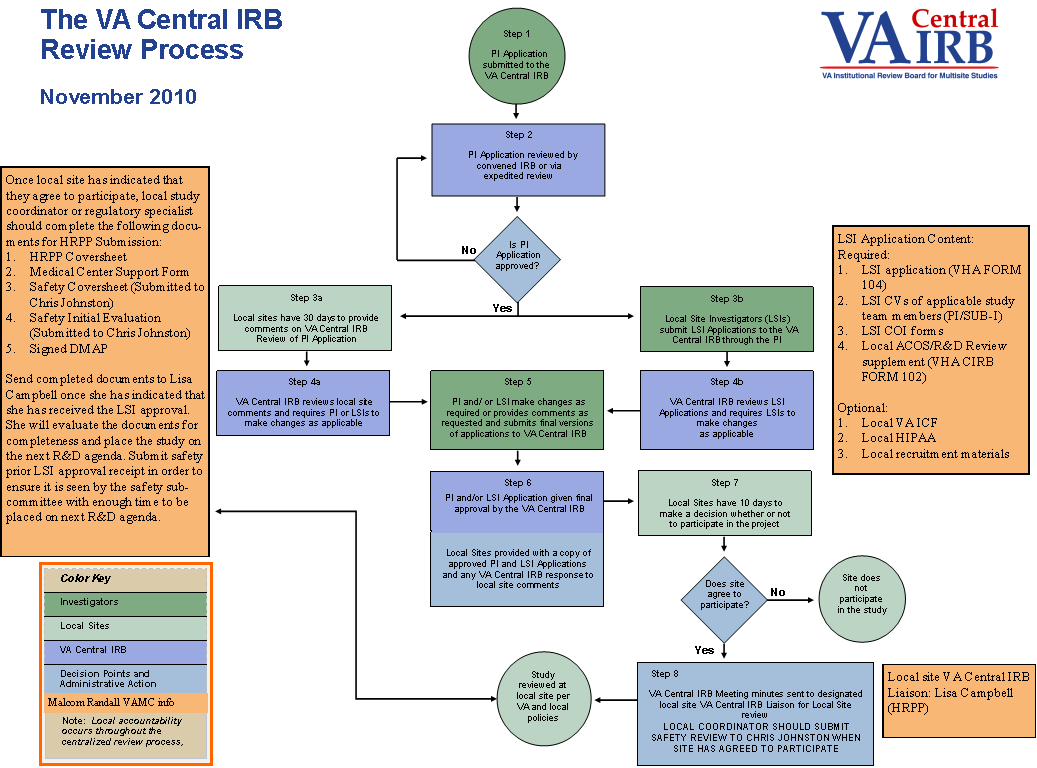 The VA Central IRB
Review Process
November 2010
VA Central IRB
VA Institutional Review Board for Multisite Studies
Step 1
PI Application
submitted to the
VA Central IRB
Step 2
PI Application reviewed by
convened IRB or via
expedited review
Is PI
Application
approved?
No
Yes
Step 3a
Local sites have 30 days to provide
comments on VA Central IRB
Review of PI Application
Step 3b
Local Site Investigators (LSIs)
submit LSI Applications to the VA
Central IRB through the PI
Step 4a
VA Central IRB reviews local site
comments and requires PI or LSIs to
make changes as applicable
Step 5
PI and/ or LSI make changes as
required or provides comments as
requested and submits final versions
of applications to VA Central IRB
Step 4b
VA Central IRB reviews LSI
Applications and requires LSIs to
make changes
as applicable
Step 6
PI and/or LSI Application given final
approval by the VA Central IRB
Local Sites provided with a copy of
approved PI and LSI Applications
and any VA Central IRB response to
local site comments
Step 7
Local Sites have 10 days to
make a decision whether or not
to participate in the project
Does site
agree to
participate?
No
Site does
not
participate
in the study
Yes
Step 8
VA Central IRB Meeting minutes sent to designated
local site VA Central IRB Liaison for Local Site
review
LOCAL COORDINATOR SHOULD SUBMIT
SAFETY REVIEW TO CHRIS JOHNSTON WHEN
SITE HAS AGREED TO PARTICIPATE
Study
reviewed at
local site per
VA and local
policies
Once local site has indicated that
they agree to participate, local study
coordinator or regulatory specialist
should complete the following docu-
ments for HRPP Submission:
1. HRPP Coversheet
2. Medical Center Support Form
3. Safety Coversheet (Submitted to
Chris Johnston)
4. Safety Initial Evaluation
(Submitted to Chris Johnston)
5. Signed DMAP
Send completed documents to Lisa
Campbell once she has indicated that
she has received the LSI approval.
She will evaluate the documents for
completeness and place the study on
the next R&D agenda. Submit safety
prior LSI approval receipt in order to
ensure it is seen by the safety sub-
committee with enough time to be
placed on next R&D agenda.
LSI Application Content:
Required:
1. LSI application (VHA FORM
104)
2. LSI CVs of applicable study
team members (PI/SUB-I)
3. LSI COI forms
4. Local ACOS/R&D Review
supplement (VHA CIRB
FORM 102)
Optional:
1. Local VA ICF
2. Local HIPAA
3. Local recruitment materials
Color Key
Investigators
Local Sites
VA Central IRB
Decision Points and
Administrative Action
Malcom Randall VAMC info
Note: Local accountability
occurs throughout the
centralized review process,
Local site VA Central IRB
Liaison: Lisa Campbell
(HRPP)